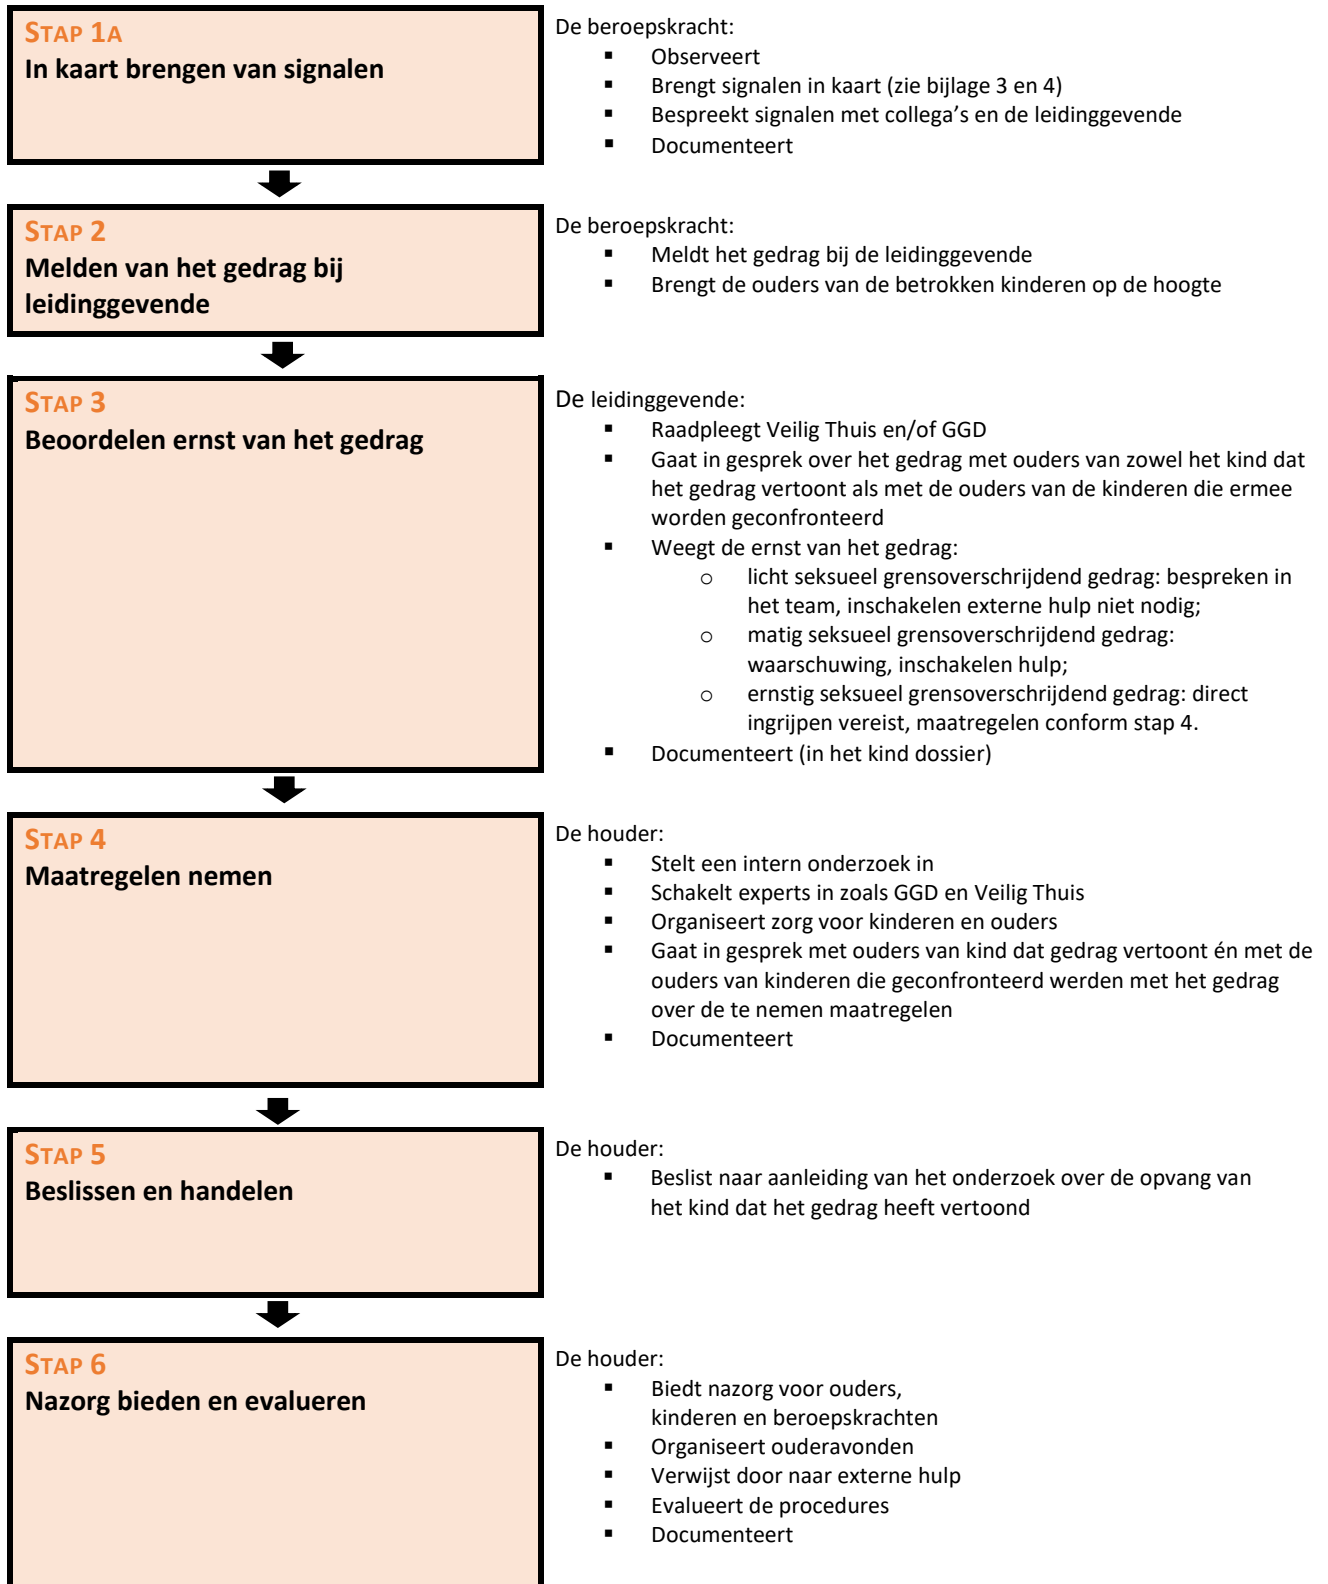 STAP 1A
In kaart brengen van signalen
De beroepskracht:
▪ Observeert
▪ Brengt signalen in kaart (zie bijlage 3 en 4)
▪ Bespreekt signalen met collega’s en de leidinggevende
▪ Documenteert
STAP 2
Melden van het gedrag bij
leidinggevende
De beroepskracht:
▪ Meldt het gedrag bij de leidinggevende
▪ Brengt de ouders van de betrokken kinderen op de hoogte
STAP 3
Beoordelen ernst van het gedrag
De leidinggevende:
▪ Raadpleegt Veilig Thuis en/of GGD
▪ Gaat in gesprek over het gedrag met ouders van zowel het kind dat
het gedrag vertoont als met de ouders van de kinderen die ermee
worden geconfronteerd
▪ Weegt de ernst van het gedrag:
o licht seksueel grensoverschrijdend gedrag: bespreken in
het team, inschakelen externe hulp niet nodig;
o matig seksueel grensoverschrijdend gedrag:
waarschuwing, inschakelen hulp;
o ernstig seksueel grensoverschrijdend gedrag: direct
ingrijpen vereist, maatregelen conform stap 4.
▪ Documenteert (in het kind dossier)
STAP 4
Maatregelen nemen
De houder:
▪ Stelt een intern onderzoek in
▪ Schakelt experts in zoals GGD en Veilig Thuis
▪ Organiseert zorg voor kinderen en ouders
▪ Gaat in gesprek met ouders van kind dat gedrag vertoont én met de
ouders van kinderen die geconfronteerd werden met het gedrag
over de te nemen maatregelen
▪ Documenteert
STAP 5
Beslissen en handelen
De houder:
▪ Beslist naar aanleiding van het onderzoek over de opvang van
het kind dat het gedrag heeft vertoond
STAP 6
Nazorg bieden en evalueren
De houder:
▪ Biedt nazorg voor ouders,
kinderen en beroepskrachten
▪ Organiseert ouderavonden
▪ Verwijst door naar externe hulp
▪ Evalueert de procedures
▪ Documenteert